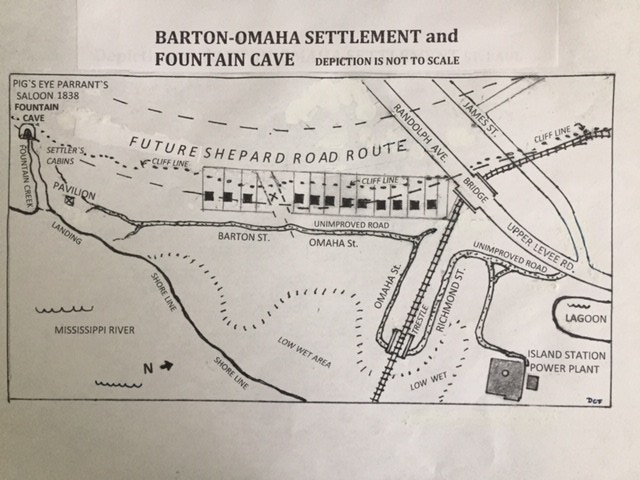 BARTON-OMAHA SETTLEMENT and
FOUNTAIN CAVE DEPICTION IS NOT TO SCALE
PIG'S EYE PARRANT'S
SALOON 1838
FOUNTAIN
CAVE
SETTLER'S
CABINS
FOUNTAIN CREEK
PAVILION
LANDING
CLIFF LINE
FUTURE SHEPARD ROAD ROUTE
CLIFF LINE
RANDOLPH AVE.
JAMES ST.
CLIFF LINE
BRIDGE
UPPER LEVEE RD.
UNIMPROVED ROAD
BARTON ST.
OMAHA St.
UNIMPROVED ROAD
OMAHA St.
TRESTLE
RICHMOND ST.
SHORE LINE
SHORE LINE
LOW WET AREA
LOW WET
MISSISSIPPI RIVER
N
LAGOON
ISLAND STATION
POWER PLANT